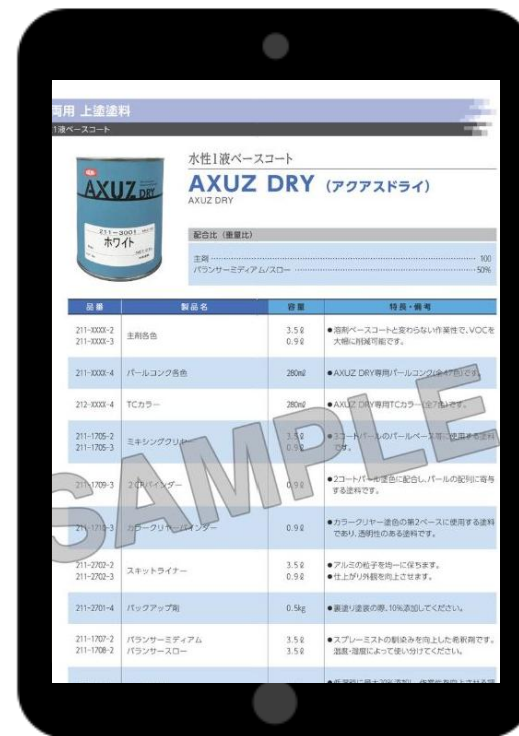 両用 上塗塗料
1液ベースコート
水性1液ベースコート
AXUZ DRY (アクアスドライ)
AXUZ DRY
AXUZ DRY
211-3001
ホワイト
配合比(重量比)
主剤 100
バランサーミディアム/スロー 50%
品番 製品名 容量 特長・備考
211-XXXX-2 3.5ℓ ●溶剤ベースコートと変わらない作業性で、VOCを
主剤各色
211-XXXX-3 0.9ℓ 大幅に削減可能です。
211-XXXX-4 パールコンク各色 280mℓ ●AXUZ DRY専用パールコンク(全47色)です。
212-XXXX-4 TCカラー 280mℓ ●AXUZ DRY専用TCカラー(全7色)です。
211-1705-2 3.5ℓ ●3コートパールのパールベース等に使用する塗料
ミキシングクリヤー
211-1705-3 0.9ℓ です。
211-1709-3 2CPバインダー 0.9ℓ ●2コートパール塗色に配合し、パールの配列に寄与
する塗料です。
211-1710-3 カラークリヤーバインダー 0.9ℓ ●カラークリヤー塗色の第2ベースに使用する塗料
であり、透明性のある塗料です。
211-2702-2 3.5ℓ ●アルミの粒子を均一に保ちます。
スキットライナー
211-2702-3 0.9ℓ ●仕上がり外観を向上させます。
211-2701-4 バックアップ剤 0.5kg ●裏塗り塗装の際、10%添加してください。
211-1707-2 バランサーミディアム 3.5ℓ ●スプレーミストの馴染みを向上した希釈剤です。
211-1708-2 バランサースロー 3.5ℓ 温度・湿度によって使い分けてください。
SAMPLE